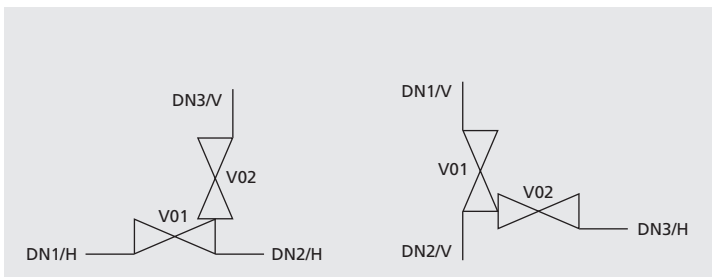 DN3/V
V02
V01
DN1/H
DN2/H
DN1/V
V01
V02
DN3/H
DN2/V